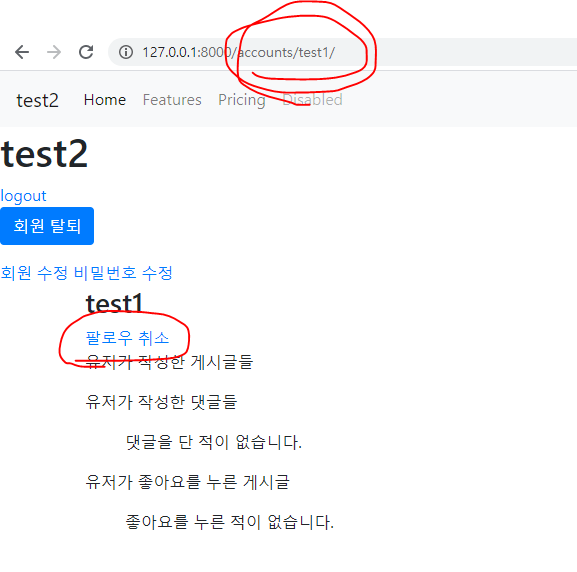 127.0.0.1:8000/accounts/test1/
test2 Home Features Pricing Disabled
test2
logout
회원 탈퇴
회원 수정 비밀번호 수정
test1
팔로우 취소
유저가 작성한 게시글들
유저가 작성한 댓글들
댓글을 단 적이 없습니다.
유저가 좋아요를 누른 게시글
좋아요를 누른 적이 없습니다.